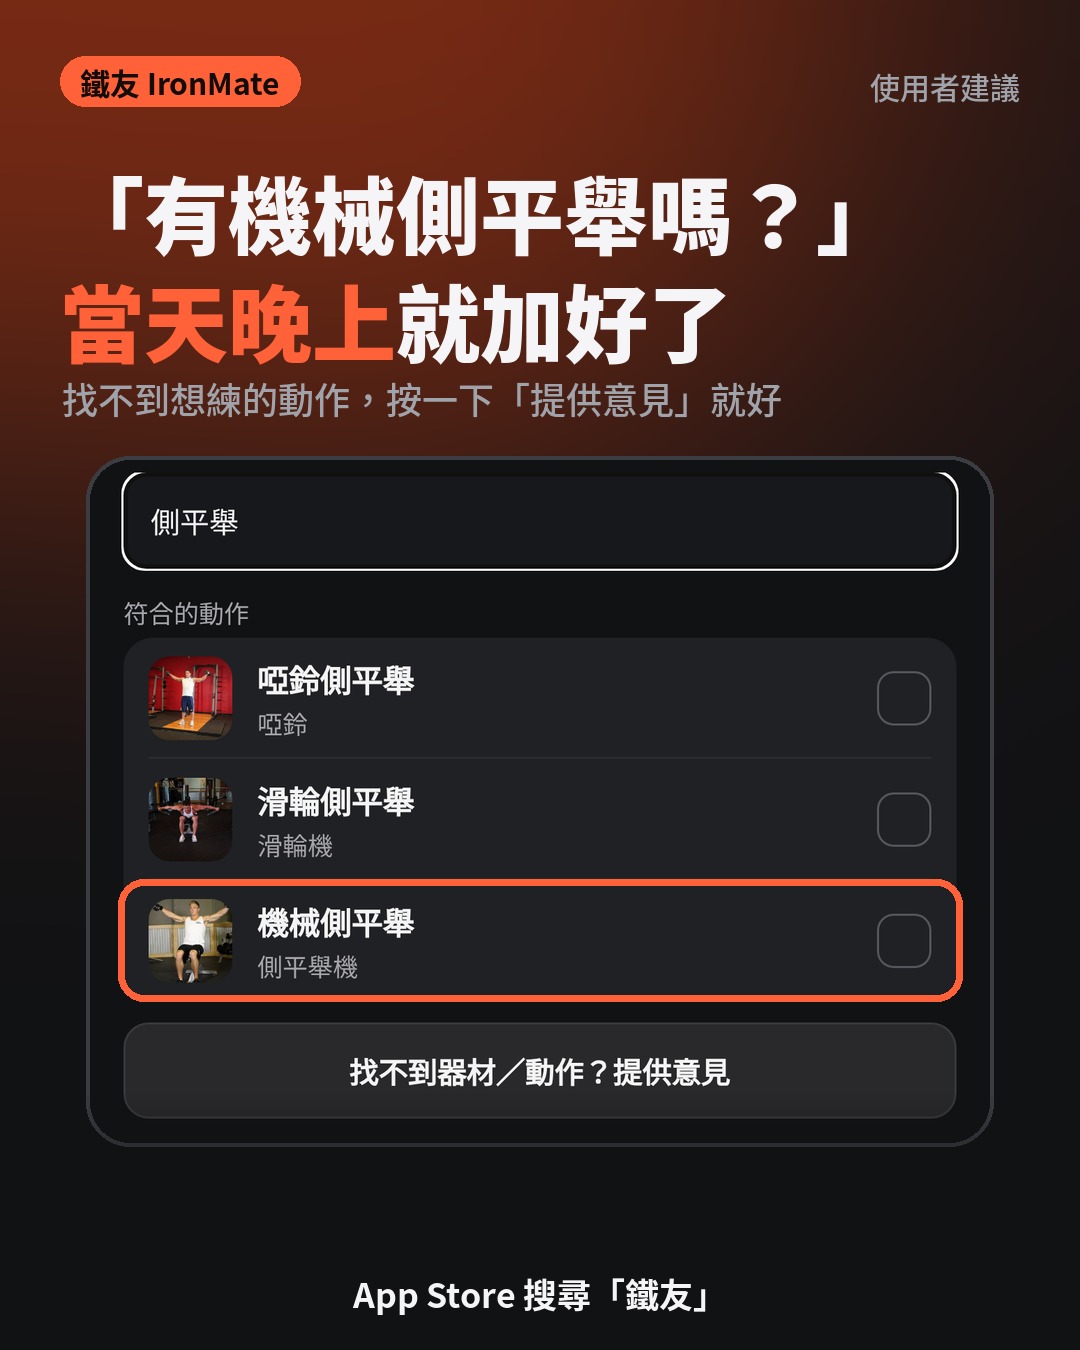 鐵友 IronMate
使用者建議
「有機械側平舉嗎？」
當天晚上就加好了
找不到想練的動作，按一下「提供意見」就好
側平舉
符合的動作
啞鈴側平舉
啞鈴
滑輪側平舉
滑輪機
機械側平舉
側平舉機
找不到器材／動作？提供意見
App Store 搜尋「鐵友」